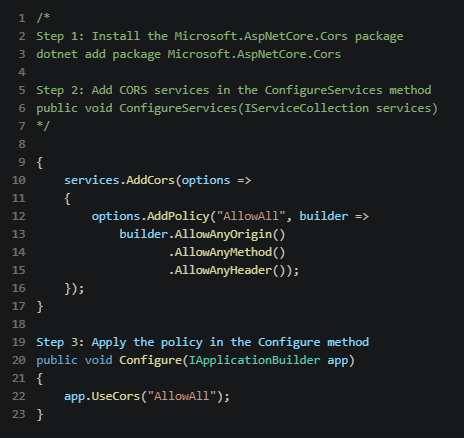 1 /*
2 Step 1: Install the Microsoft.AspNetCore.Cors package
3 dotnet add package Microsoft.AspNetCore.Cors
4
5 Step 2: Add CORS services in the ConfigureServices method
6 public void ConfigureServices(IServiceCollection services)
7 */
8
9 {
10     services.AddCors(options =>
11     {
12         options.AddPolicy("AllowAll", builder =>
13             builder.AllowAnyOrigin()
14                    .AllowAnyMethod()
15                    .AllowAnyHeader());
16     });
17 }
18
19 Step 3: Apply the policy in the Configure method
20 public void Configure(IApplicationBuilder app)
21 {
22     app.UseCors("AllowAll");
23 }